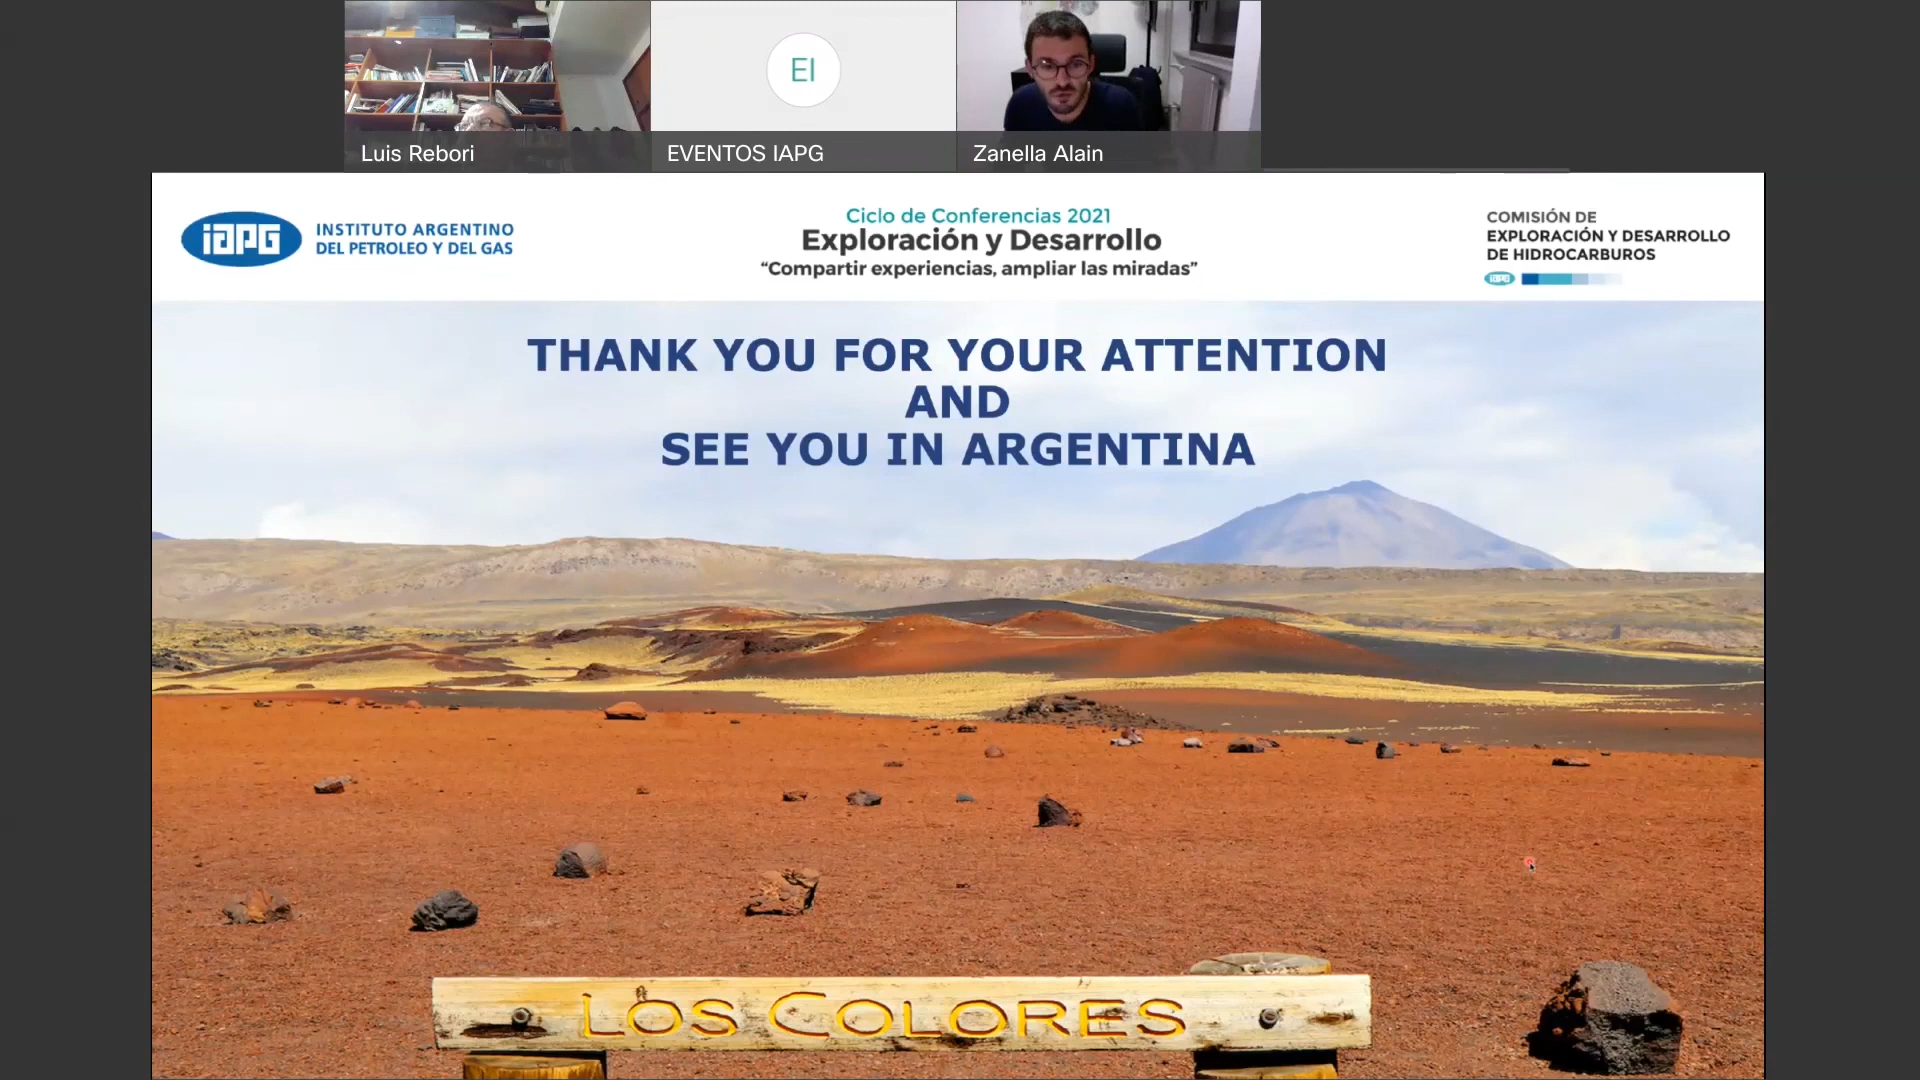 EI
Luis Rebori
EVENTOS IAPG
Zanella Alain
iAPG
INSTITUTO ARGENTINO
DEL PETROLEO Y DEL GAS
Ciclo de Conferencias 2021
Exploración y Desarrollo
“Compartir experiencias, ampliar las miradas”
COMISIÓN DE
EXPLORACIÓN Y DESARROLLO
DE HIDROCARBUROS
iAPG
THANK YOU FOR YOUR ATTENTION
AND
SEE YOU IN ARGENTINA
LOS COLORES